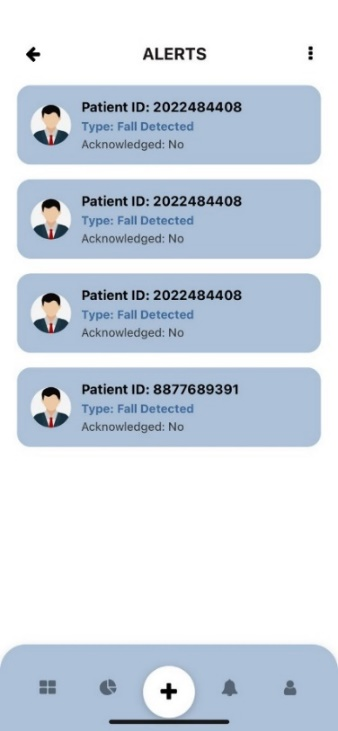 ALERTS
Patient ID: 2022484408
Type: Fall Detected
Acknowledged: No
Patient ID: 2022484408
Type: Fall Detected
Acknowledged: No
Patient ID: 2022484408
Type: Fall Detected
Acknowledged: No
Patient ID: 8877689391
Type: Fall Detected
Acknowledged: No